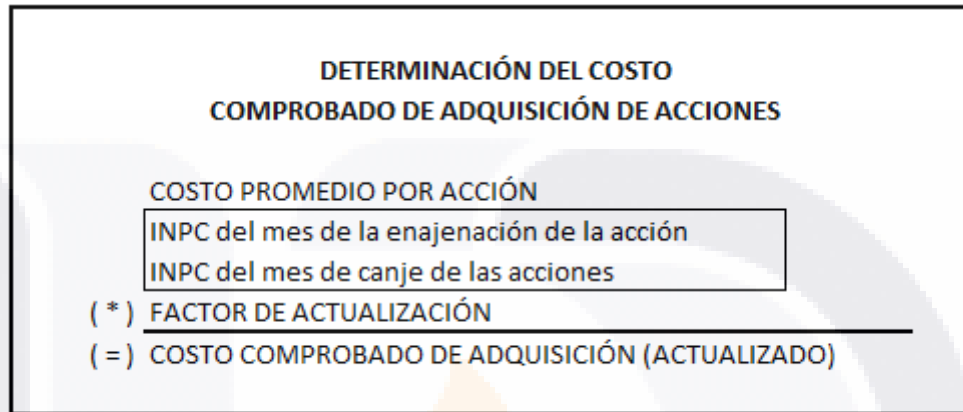 DETERMINACIÓN DEL COSTO
COMPROBADO DE ADQUISICIÓN DE ACCIONES
COSTO PROMEDIO POR ACCIÓN
INPC del mes de la enajenación de la acción
INPC del mes de canje de las acciones
( * ) FACTOR DE ACTUALIZACIÓN
( = ) COSTO COMPROBADO DE ADQUISICIÓN (ACTUALIZADO)